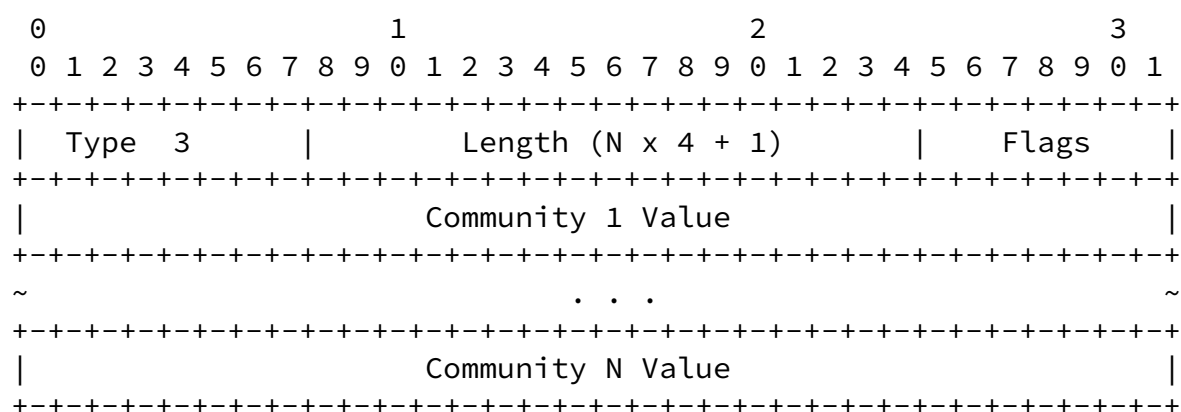 0                   1                   2                   3
 0 1 2 3 4 5 6 7 8 9 0 1 2 3 4 5 6 7 8 9 0 1 2 3 4 5 6 7 8 9 0 1
+-+-+-+-+-+-+-+-+-+-+-+-+-+-+-+-+-+-+-+-+-+-+-+-+-+-+-+-+-+-+-+-+
|  Type  3      |        Length (N x 4 + 1)       |    Flags    |
+-+-+-+-+-+-+-+-+-+-+-+-+-+-+-+-+-+-+-+-+-+-+-+-+-+-+-+-+-+-+-+-+
|                      Community 1 Value                        |
+-+-+-+-+-+-+-+-+-+-+-+-+-+-+-+-+-+-+-+-+-+-+-+-+-+-+-+-+-+-+-+-+
~                              . . .                            ~
+-+-+-+-+-+-+-+-+-+-+-+-+-+-+-+-+-+-+-+-+-+-+-+-+-+-+-+-+-+-+-+-+
|                      Community N Value                        |
+-+-+-+-+-+-+-+-+-+-+-+-+-+-+-+-+-+-+-+-+-+-+-+-+-+-+-+-+-+-+-+-+